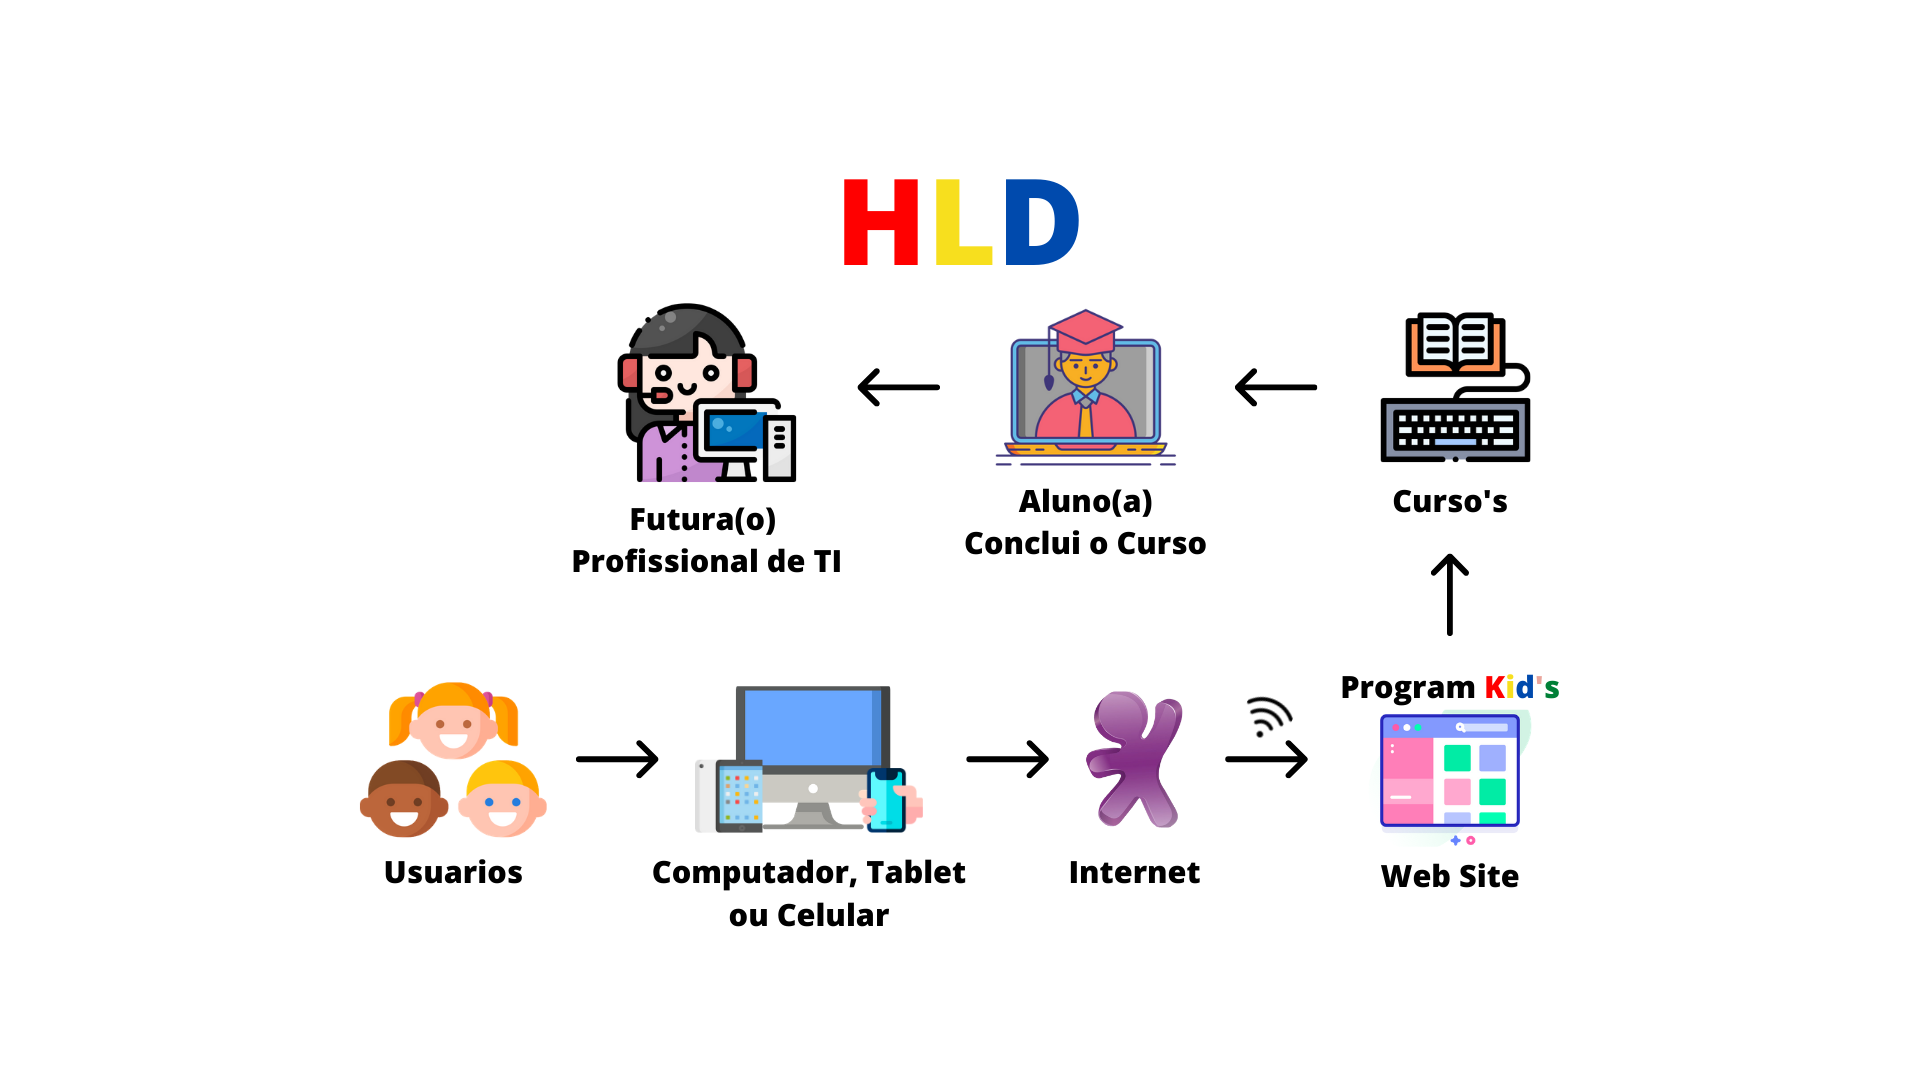 HLD
Futura(o)
Profissional de TI
Aluno(a)
Conclui o Curso
Curso's
Program Kid's
Usuarios
Computador, Tablet
ou Celular
Internet
Web Site